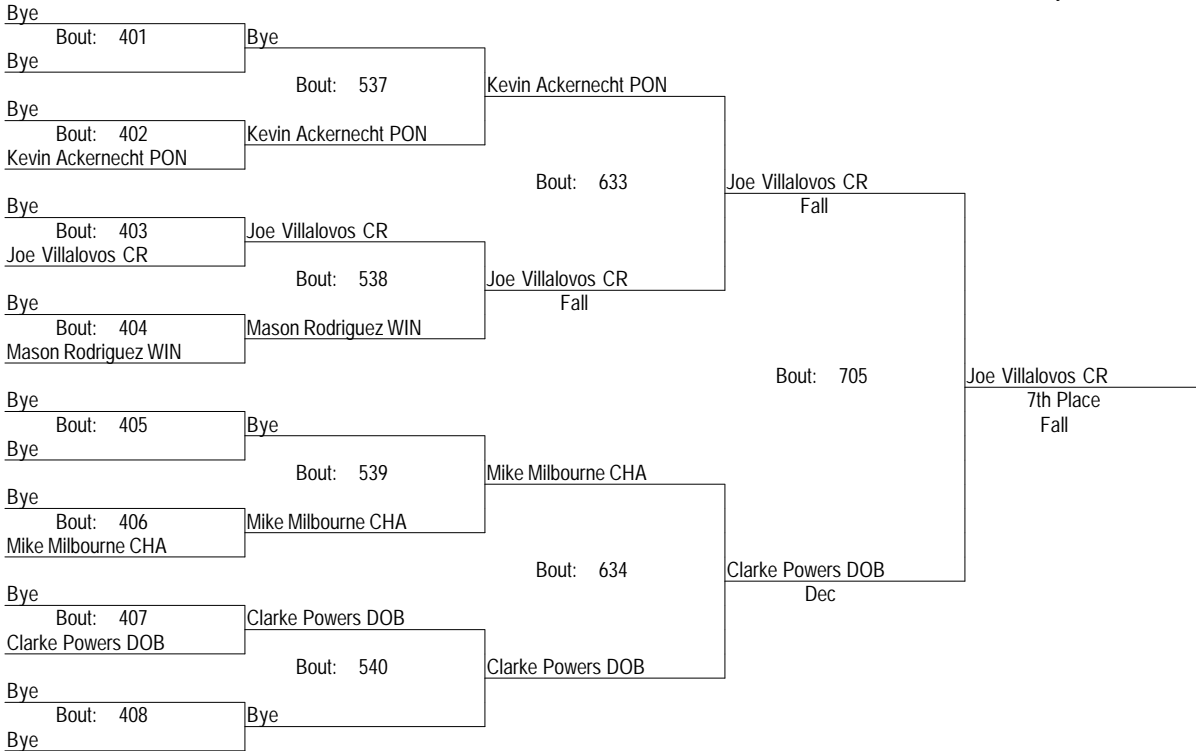 Bye
Bout: 401
Bye
Bye
Bout: 537
Kevin Ackernecht PON
Bye
Bout: 402
Kevin Ackernecht PON
Kevin Ackernecht PON
Bout: 633
Joe Villalovos CR
Fall
Bye
Bout: 403
Joe Villalovos CR
Joe Villalovos CR
Bout: 538
Joe Villalovos CR
Fall
Bye
Bout: 404
Mason Rodriguez WIN
Mason Rodriguez WIN
Bout: 705
Joe Villalovos CR
7th Place
Fall
Bye
Bout: 405
Bye
Bye
Bout: 539
Mike Milbourne CHA
Bye
Bout: 406
Mike Milbourne CHA
Mike Milbourne CHA
Bout: 634
Clarke Powers DOB
Dec
Bye
Bout: 407
Clarke Powers DOB
Clarke Powers DOB
Bout: 540
Clarke Powers DOB
Bye
Bout: 408
Bye
Bye